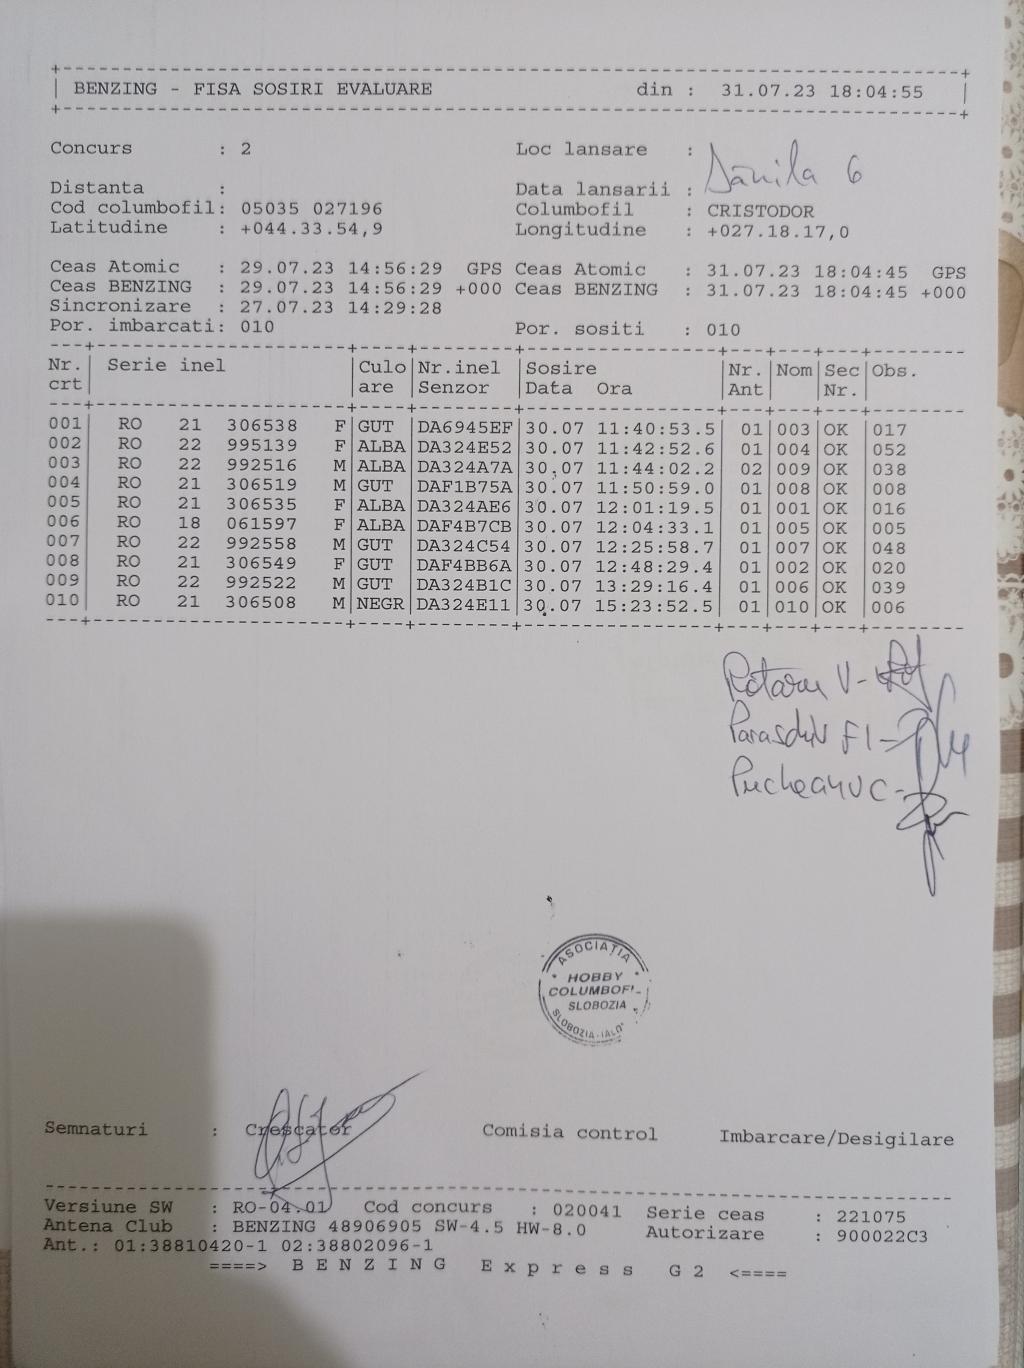 BENZING - FISA SOSIRI EVALUARE din : 31.07.23 18:04:55
Concurs : 2 Loc lansare : Dănila 6
Distanta : Data lansarii :
Cod columbofil: 05035 027196 Columbofil : CRISTODOR
Latitudine : +044.33.54,9 Longitudine : +027.18.17,0
Ceas Atomic : 29.07.23 14:56:29 GPS Ceas Atomic : 31.07.23 18:04:45 GPS
Ceas BENZING : 29.07.23 14:56:29 +000 Ceas BENZING : 31.07.23 18:04:45 +000
Sincronizare : 27.07.23 14:29:28
Por. imbarcati: 010 Por. sositi : 010
Nr. Serie inel Culo Nr.inel Sosire Nr. Nom Sec Obs.
crt are Senzor Data Ora Ant Nr.
001 RO 21 306538 F GUT DA6945EF 30.07 11:40:53.5 01 003 OK 017
002 RO 22 995139 F ALBA DA324E52 30.07 11:42:52.6 01 004 OK 052
003 RO 22 992516 M ALBA DA324A7A 30.07 11:44:02.2 02 009 OK 038
004 RO 21 306519 M GUT DAF1B75A 30.07 11:50:59.0 01 008 OK 008
005 RO 21 306535 F ALBA DA324AE6 30.07 12:01:19.5 01 001 OK 016
006 RO 18 061597 F ALBA DAF4B7CB 30.07 12:04:33.1 01 005 OK 005
007 RO 22 992558 M GUT DA324C54 30.07 12:25:58.7 01 007 OK 048
008 RO 21 306549 F GUT DAF4BB6A 30.07 12:48:29.4 01 002 OK 020
009 RO 22 992522 M GUT DA324B1C 30.07 13:29:16.4 01 006 OK 039
010 RO 21 306508 M NEGR DA324E11 30.07 15:23:52.5 01 010 OK 006
Rotaru V-
Paraschiv Fl-
C-
ASOCIAȚIA
HOBBY
COLUMBOFI-
SLOBOZIA
SLOBOZIA-IALO
Semnaturi : Crescator Comisia control Imbarcare/Desigilare
Versiune SW : RO-04.01 Cod concurs : 020041 Serie ceas : 221075
Antena Club : BENZING 48906905 SW-4.5 HW-8.0 Autorizare : 900022C3
Ant.: 01:38810420-1 02:38802096-1
====> B E N Z I N G E x p r e s s G 2 <====